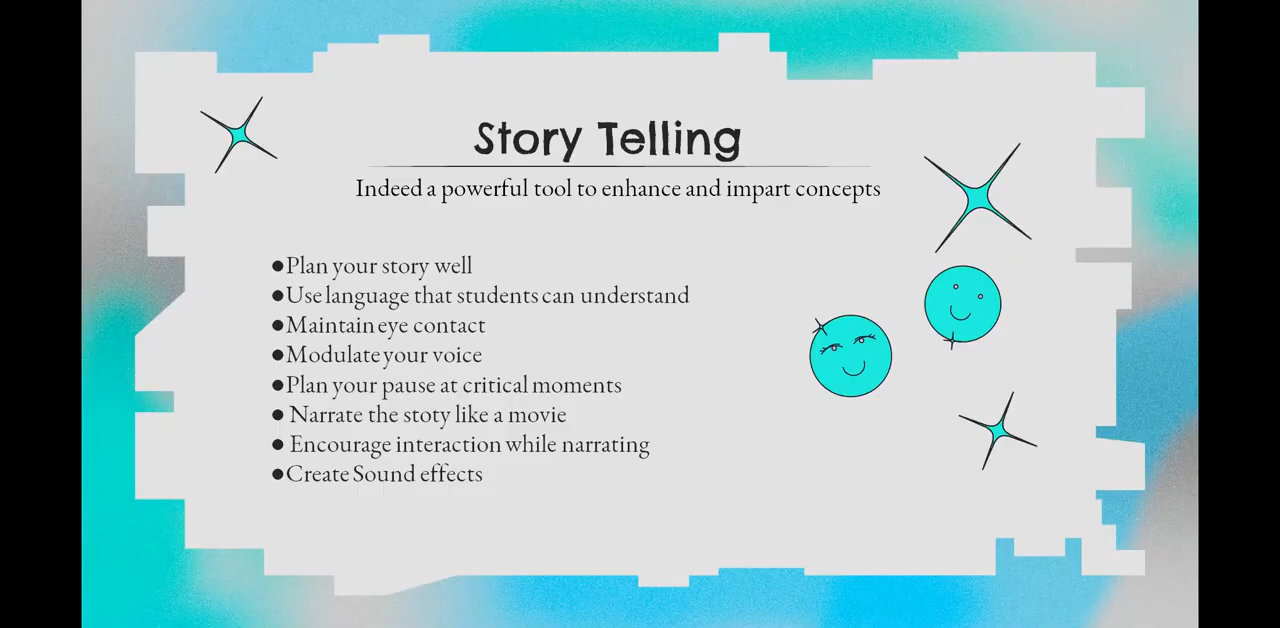 Story Telling
Indeed a powerful tool to enhance and impart concepts
●Plan your story well
●Use language that students can understand
●Maintain eye contact
●Modulate your voice
●Plan your pause at critical moments
● Narrate the stoty like a movie
● Encourage interaction while narrating
●Create Sound effects